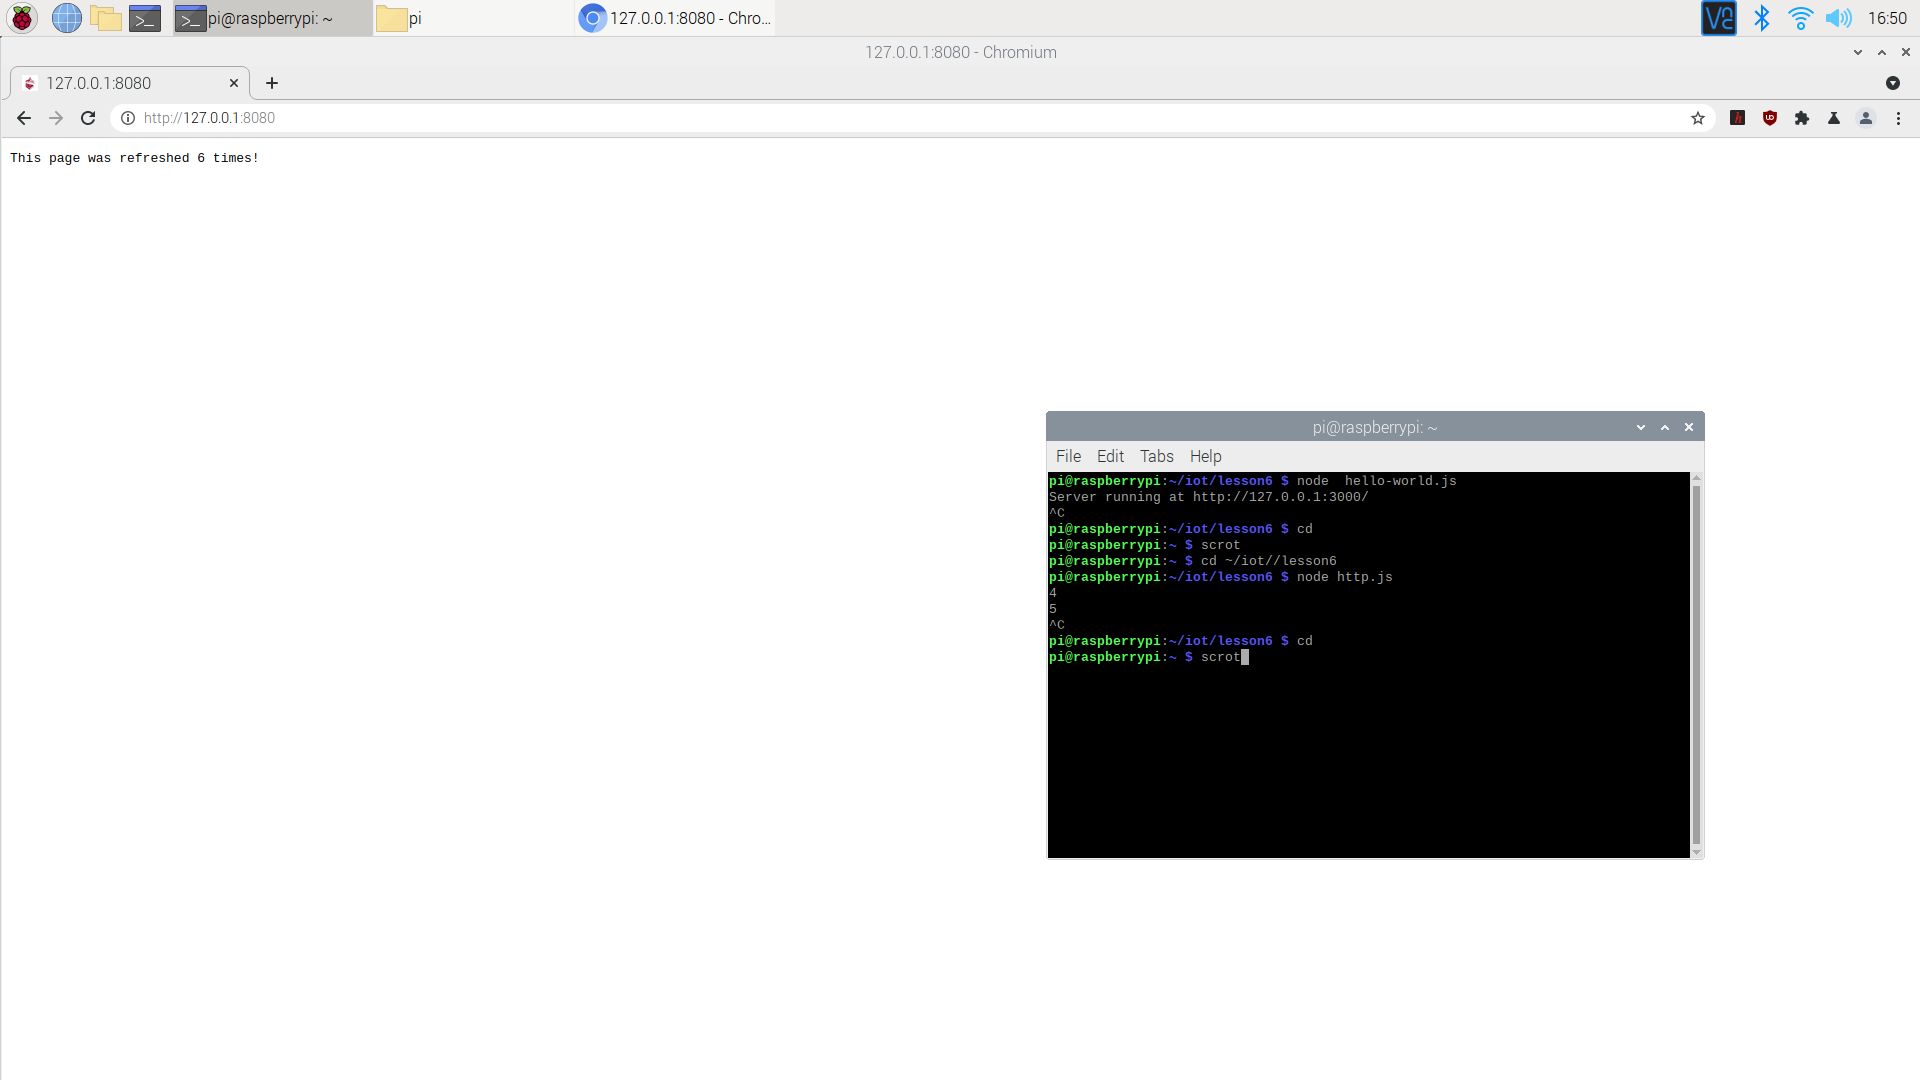 pi@raspberrypi: ~
pi
127.0.0.1:8080 - Chro...
16:50
127.0.0.1:8080 - Chromium
127.0.0.1:8080
http://127.0.0.1:8080
This page was refreshed 6 times!
pi@raspberrypi: ~
File Edit Tabs Help
pi@raspberrypi:~/iot/lesson6 $ node  hello-world.js
Server running at http://127.0.0.1:3000/
^C
pi@raspberrypi:~/iot/lesson6 $ cd
pi@raspberrypi:~ $ scrot
pi@raspberrypi:~ $ cd ~/iot//lesson6
pi@raspberrypi:~/iot/lesson6 $ node http.js
4
5
^C
pi@raspberrypi:~/iot/lesson6 $ cd
pi@raspberrypi:~ $ scrot